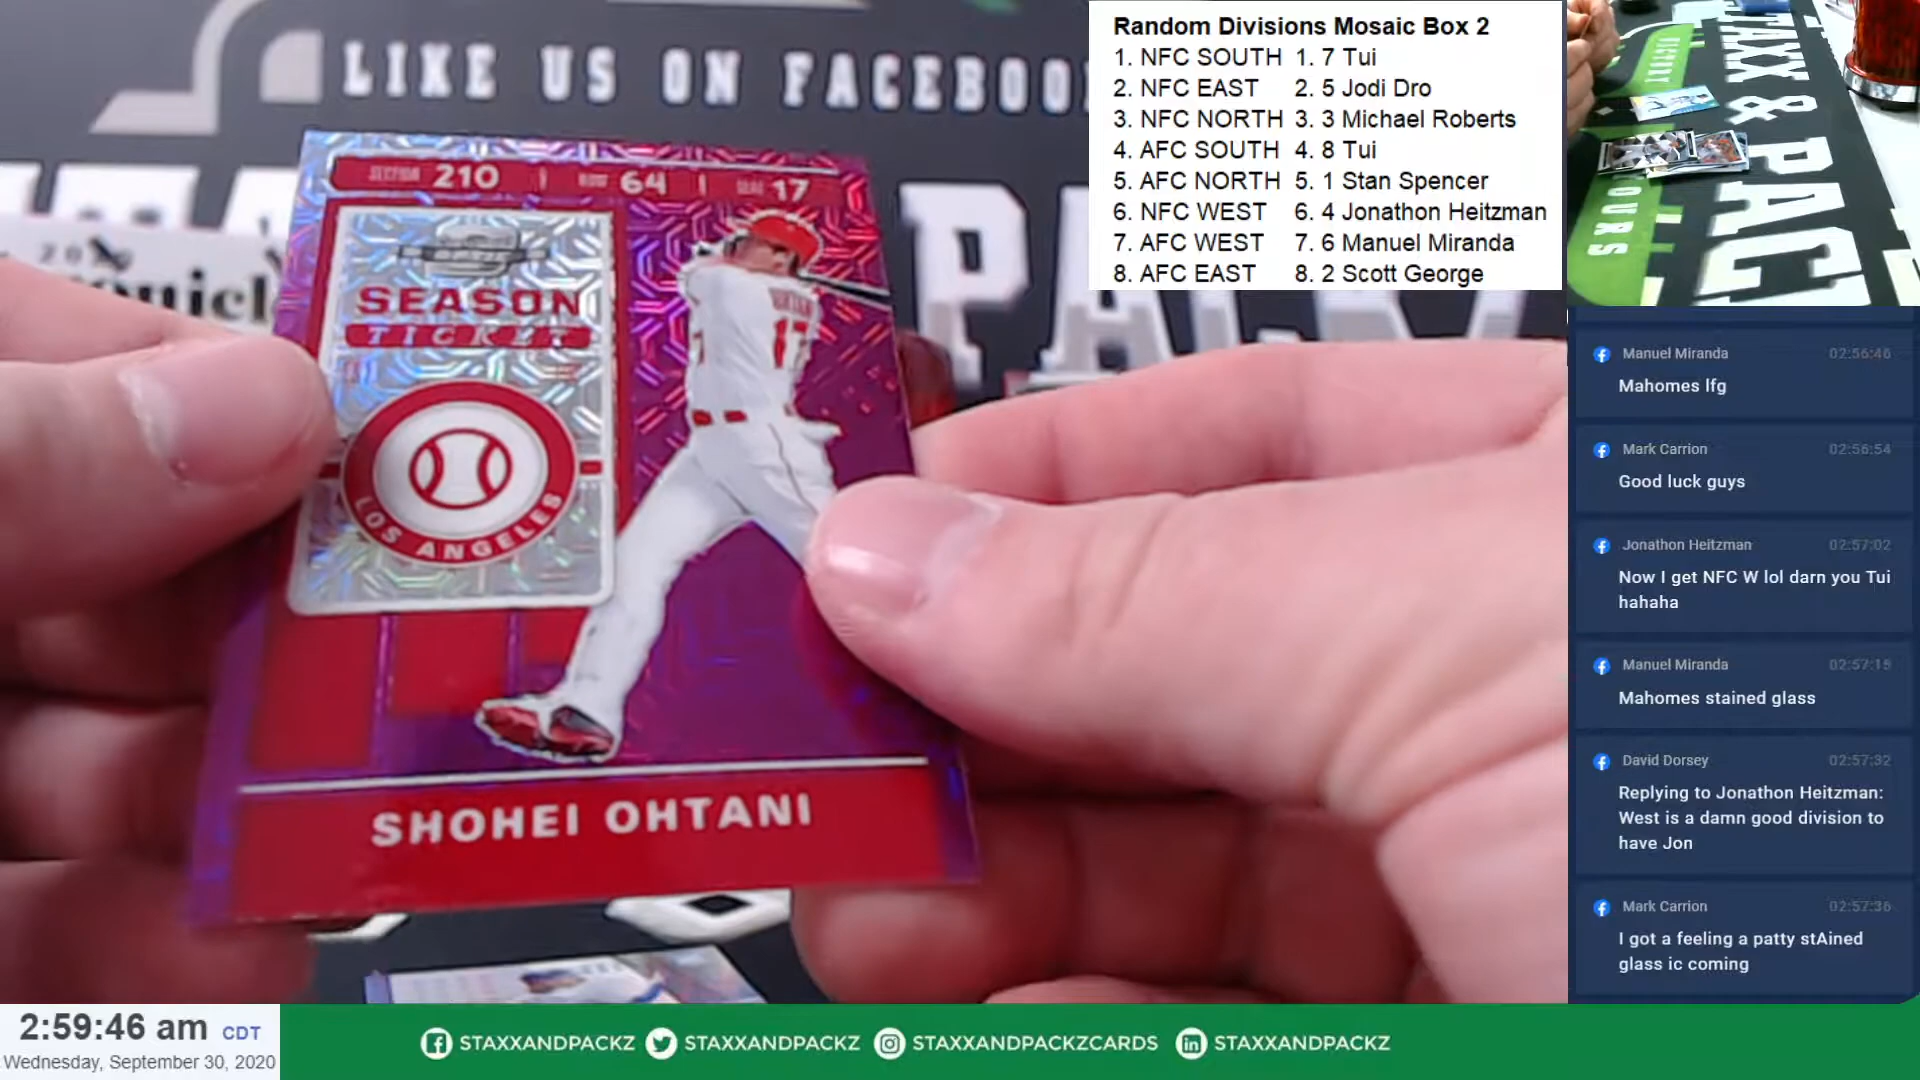 LIKE US ON FACEBOO
Random Divisions Mosaic Box 2
1. NFC SOUTH 1. 7 Tui
2. NFC EAST 2. 5 Jodi Dro
3. NFC NORTH 3. 3 Michael Roberts
4. AFC SOUTH 4. 8 Tui
5. AFC NORTH 5. 1 Stan Spencer
6. NFC WEST 6. 4 Jonathon Heitzman
7. AFC WEST 7. 6 Manuel Miranda
8. AFC EAST 8. 2 Scott George
SECTION 210 | ROW 64 | SEAT 17
SEASON
TICKET
LOS ANGELES
17
SHOHEI OHTANI
TAXX & PACK
OURS
Manuel Miranda 02:56:46
Mahomes lfg
Mark Carrion 02:56:54
Good luck guys
Jonathon Heitzman 02:57:02
Now I get NFC W lol darn you Tui
hahaha
Manuel Miranda 02:57:15
Mahomes stained glass
David Dorsey 02:57:32
Replying to Jonathon Heitzman:
West is a damn good division to
have Jon
Mark Carrion 02:57:36
I got a feeling a patty stAined
glass ic coming
2:59:46 am CDT
Wednesday, September 30, 2020
STAXXANDPACKZ STAXXANDPACKZ STAXXANDPACKZCARDS STAXXANDPACKZ